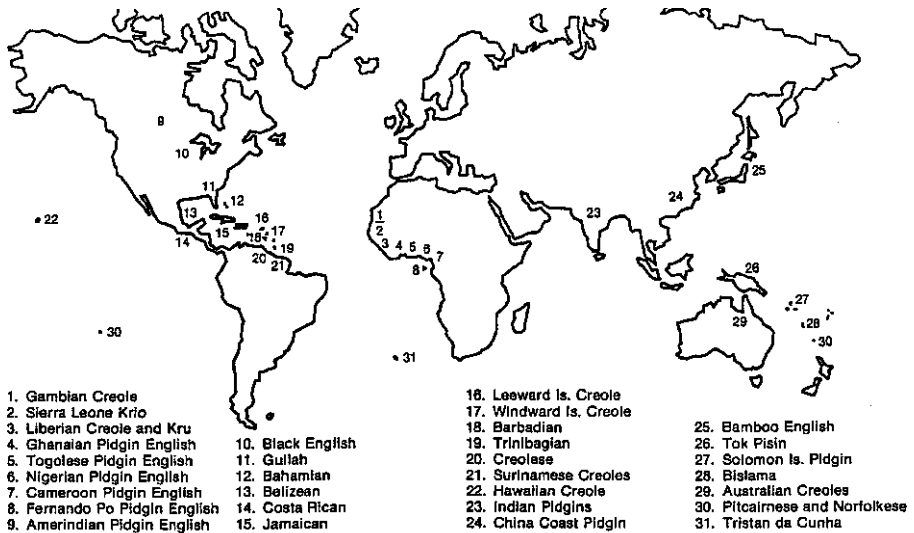 9
10
11
12
13
22
16
17
15
18
19
14
20
21
1
2
3
4
5
6
7
8
23
24
25
26
27
28
29
30
30
31
1. Gambian Creole
2. Sierra Leone Krio
3. Liberian Creole and Kru
4. Ghanaian Pidgin English
5. Togolese Pidgin English
6. Nigerian Pidgin English
7. Cameroon Pidgin English
8. Fernando Po Pidgin English
9. Amerindian Pidgin English
10. Black English
11. Gullah
12. Bahamian
13. Belizean
14. Costa Rican
15. Jamaican
16. Leeward Is. Creole
17. Windward Is. Creole
18. Barbadian
19. Trinibagian
20. Creolese
21. Surinamese Creoles
22. Hawaiian Creole
23. Indian Pidgins
24. China Coast Pidgin
25. Bamboo English
26. Tok Pisin
27. Solomon Is. Pidgin
28. Bislama
29. Australian Creoles
30. Pitcairnese and Norfolkese
31. Tristan da Cunha